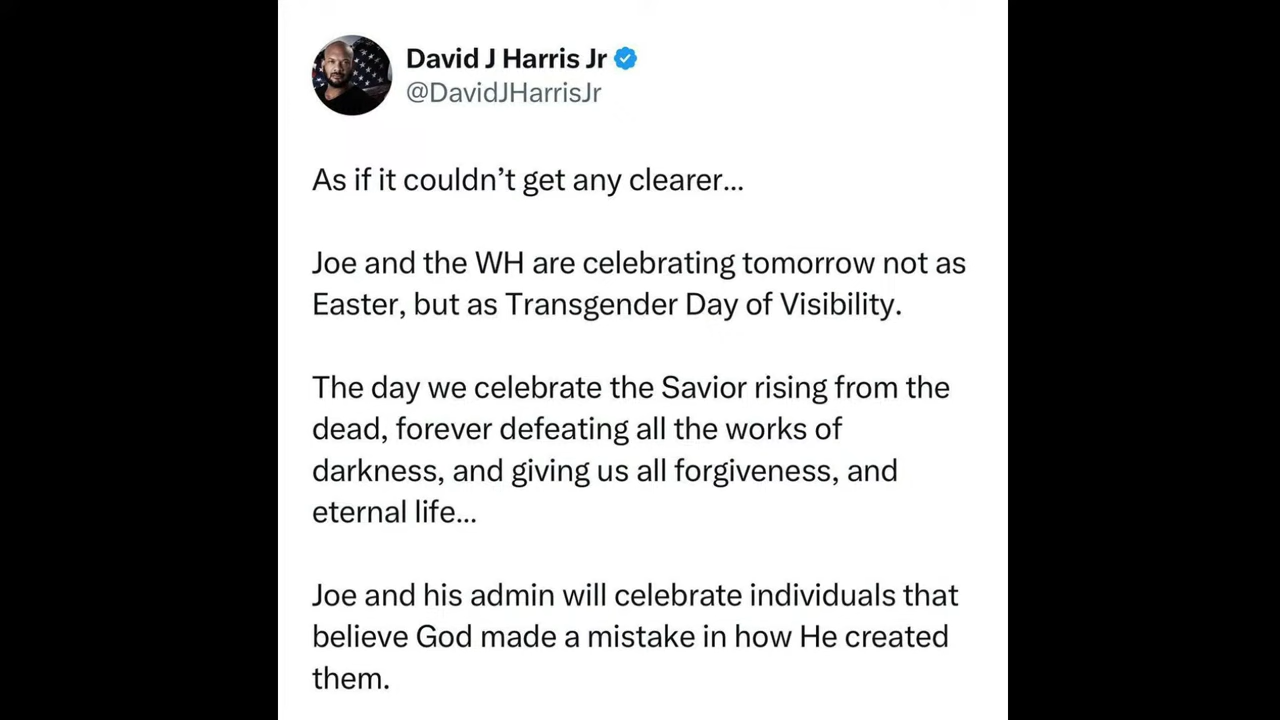 David J Harris Jr
@DavidJHarrisJr
As if it couldn’t get any clearer...
Joe and the WH are celebrating tomorrow not as
Easter, but as Transgender Day of Visibility.
The day we celebrate the Savior rising from the
dead, forever defeating all the works of
darkness, and giving us all forgiveness, and
eternal life...
Joe and his admin will celebrate individuals that
believe God made a mistake in how He created
them.